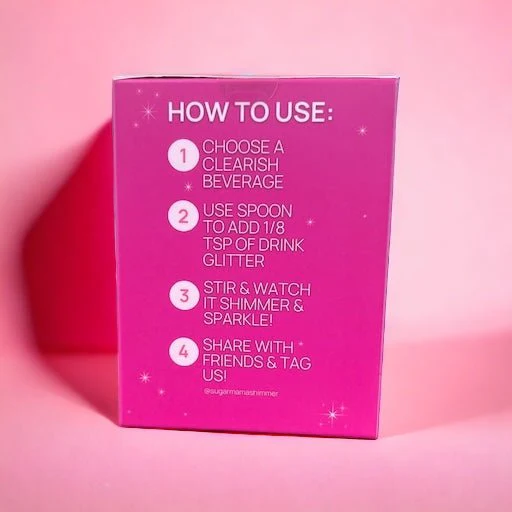 HOW TO USE:
1 CHOOSE A
CLEARISH
BEVERAGE
2 USE SPOON
TO ADD 1/8
TSP OF DRINK
GLITTER
3 STIR & WATCH
IT SHIMMER &
SPARKLE!
4 SHARE WITH
FRIENDS & TAG
US!
@sugarmamashimmer